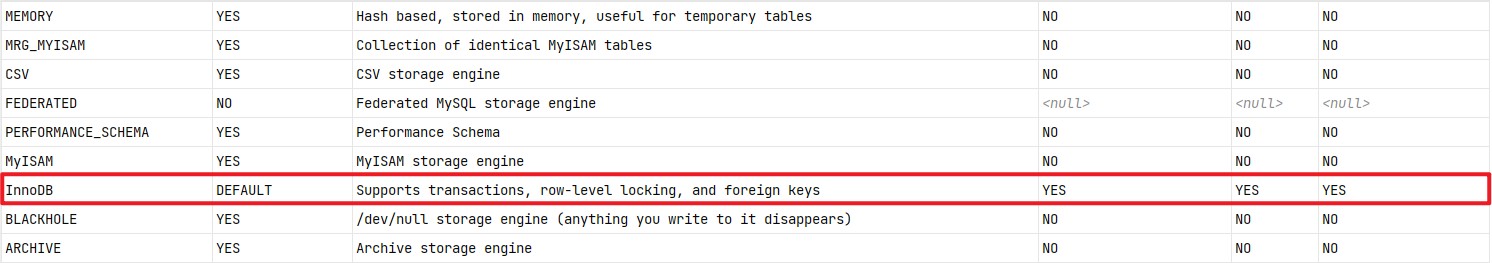 MEMORY YES Hash based, stored in memory, useful for temporary tables NO NO NO
MRG_MYISAM YES Collection of identical MyISAM tables NO NO NO
CSV YES CSV storage engine NO NO NO
FEDERATED NO Federated MySQL storage engine <null> <null> <null>
PERFORMANCE_SCHEMA YES Performance Schema NO NO NO
MyISAM YES MyISAM storage engine NO NO NO
InnoDB DEFAULT Supports transactions, row-level locking, and foreign keys YES YES YES
BLACKHOLE YES /dev/null storage engine (anything you write to it disappears) NO NO NO
ARCHIVE YES Archive storage engine NO NO NO